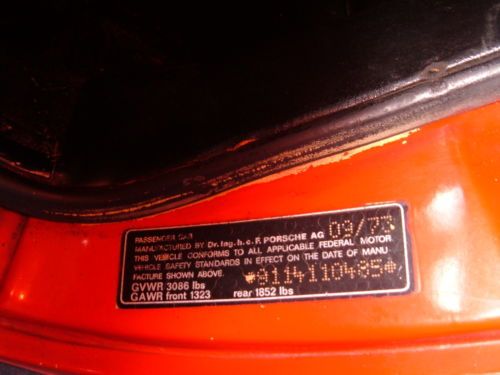 PASSENGER CAR
MANUFACTURED BY Dr. Ing. h. c. F. PORSCHE AG 09/73
THIS VEHICLE CONFORMS TO ALL APPLICABLE FEDERAL MOTOR
VEHICLE SAFETY STANDARDS IN EFFECT ON THE DATE OF MANU-
FACTURE SHOWN ABOVE. *9114110485*
GVWR 3086 lbs
GAWR front 1323 rear 1852 lbs